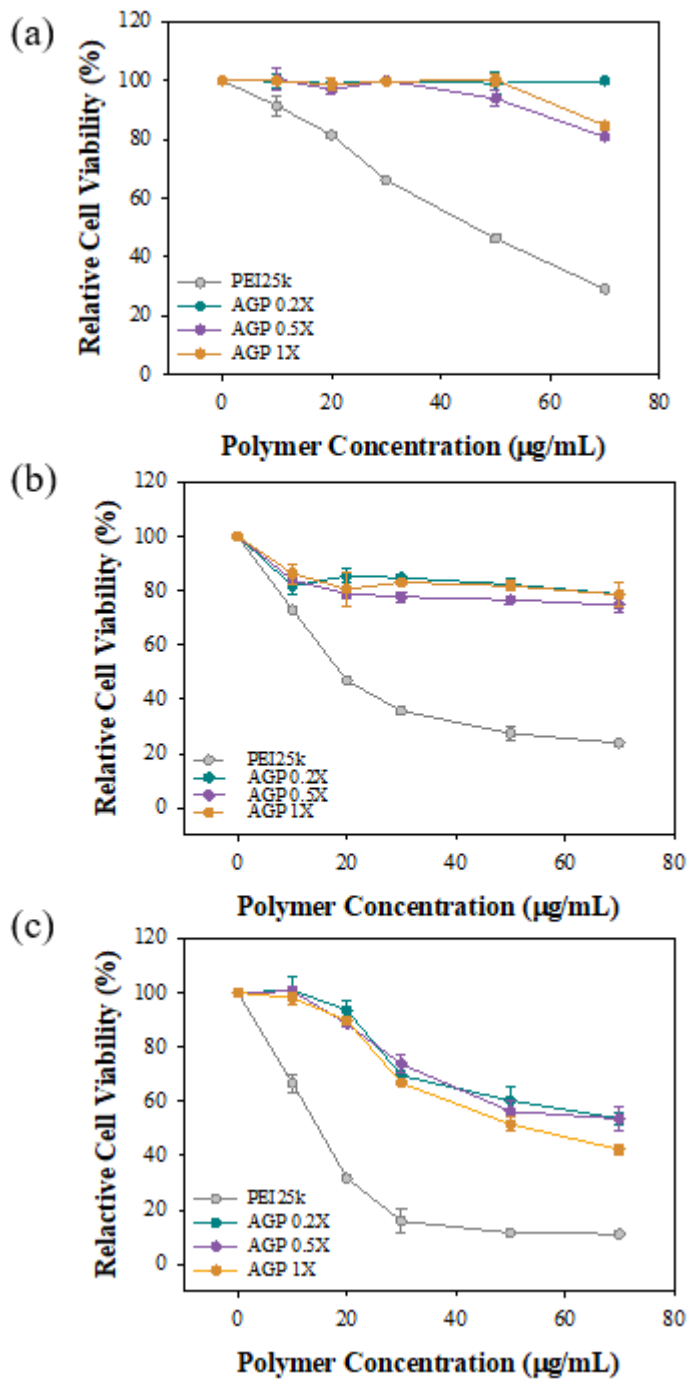 (a)
120
100
80
60
40
20
0
Relative Cell Viability (%)
PEI25k
AGP 0.2X
AGP 0.5X
AGP 1X
0 20 40 60 80
Polymer Concentration (µg/mL)
(b)
120
100
80
60
40
20
0
Relative Cell Viability (%)
PEI25k
AGP 0.2X
AGP 0.5X
AGP 1X
0 20 40 60 80
Polymer Concentration (µg/mL)
(c)
120
100
80
60
40
20
0
Relactive Cell Viability (%)
PEI25k
AGP 0.2X
AGP 0.5X
AGP 1X
0 20 40 60 80
Polymer Concentration (µg/mL)